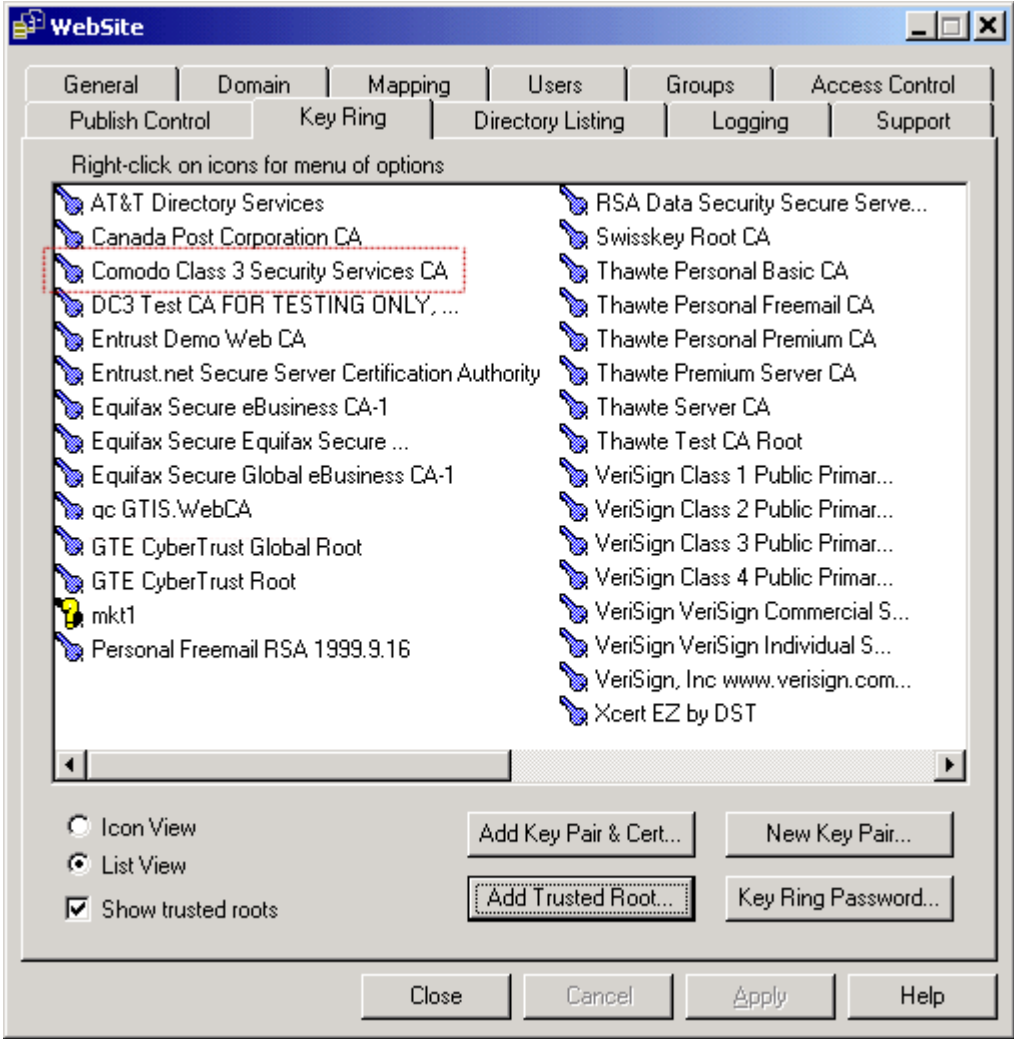 WebSite
General Domain Mapping Users Groups Access Control
Publish Control Key Ring Directory Listing Logging Support
Right-click on icons for menu of options
AT&T Directory Services
Canada Post Corporation CA
Comodo Class 3 Security Services CA
DC3 Test CA FOR TESTING ONLY, ...
Entrust Demo Web CA
Entrust.net Secure Server Certification Authority
Equifax Secure eBusiness CA-1
Equifax Secure Equifax Secure ...
Equifax Secure Global eBusiness CA-1
gc GTIS.WebCA
GTE CyberTrust Global Root
GTE CyberTrust Root
mkt1
Personal Freemail RSA 1999.9.16
RSA Data Security Secure Serve...
Swisskey Root CA
Thawte Personal Basic CA
Thawte Personal Freemail CA
Thawte Personal Premium CA
Thawte Premium Server CA
Thawte Server CA
Thawte Test CA Root
VeriSign Class 1 Public Primar...
VeriSign Class 2 Public Primar...
VeriSign Class 3 Public Primar...
VeriSign Class 4 Public Primar...
VeriSign VeriSign Commercial S...
VeriSign VeriSign Individual S...
VeriSign, Inc www.verisign.com...
Xcert EZ by DST
Icon View
List View
Show trusted roots
Add Key Pair & Cert... New Key Pair...
Add Trusted Root... Key Ring Password...
Close Cancel Apply Help